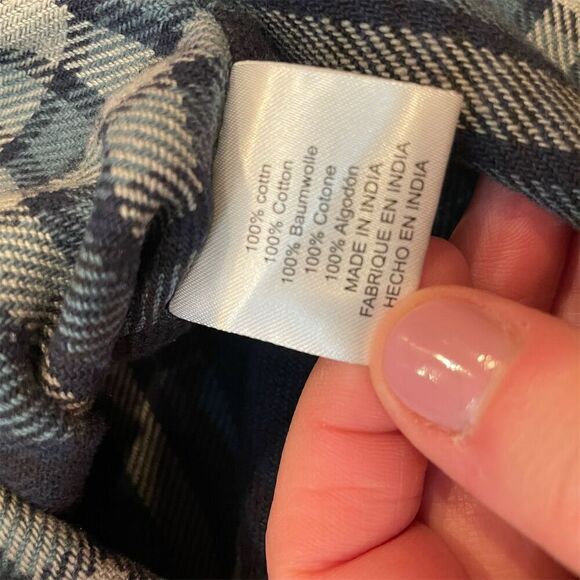 100% cottn
100% Cotton
100% Baumwolle
100% Cotone
100% Algodón
MADE IN INDIA
FABRIQUE EN INDIA
HECHO EN INDIA